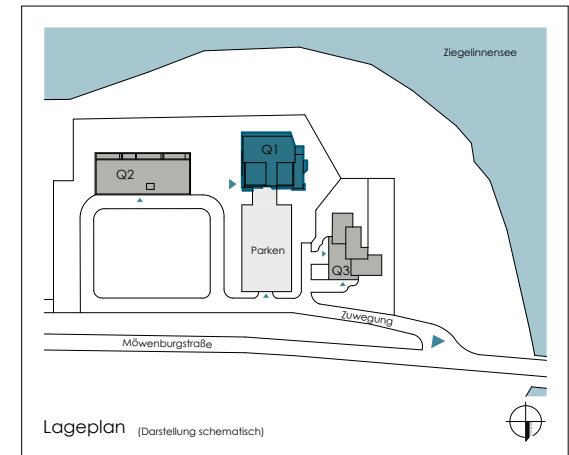 Ziegelinnensee
Q1
Q2
Parken
Q3
Zuwegung
Möwenburgstraße
Lageplan (Darstellung schematisch)